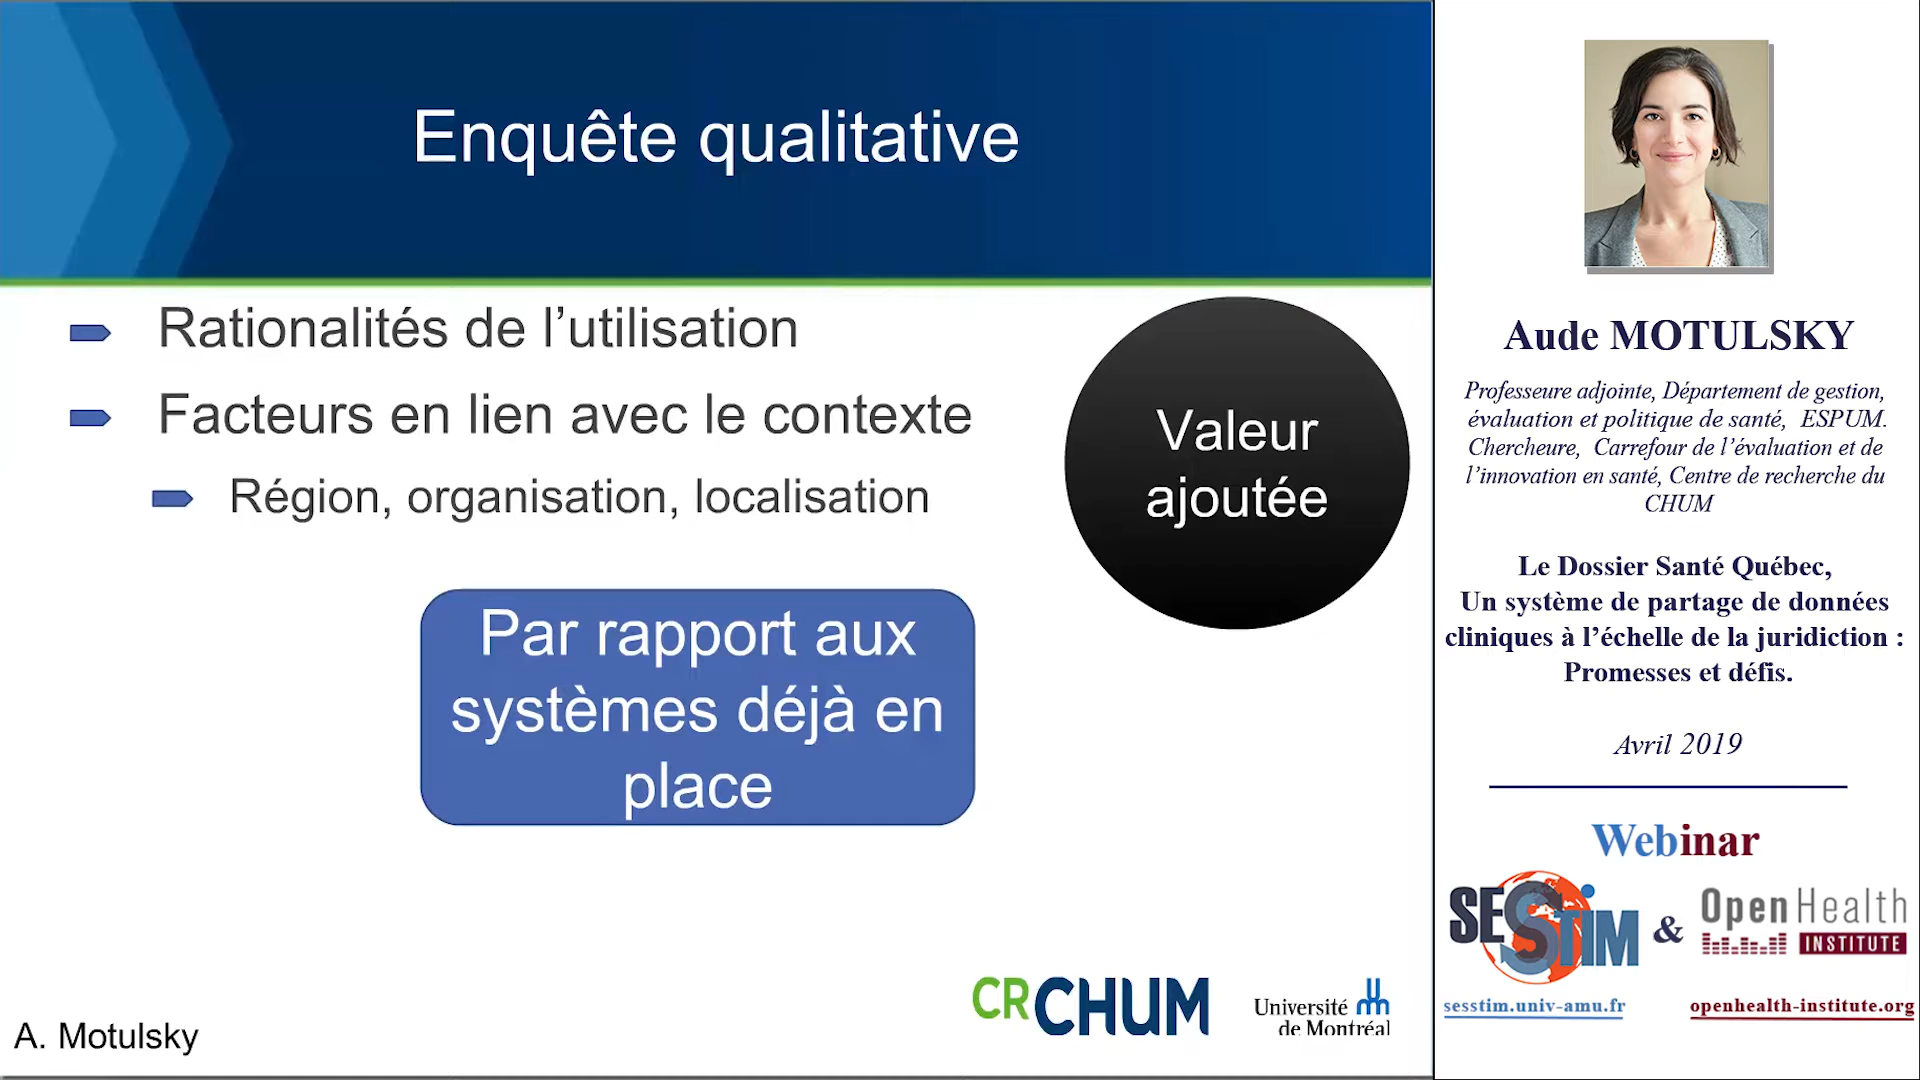 Enquête qualitative
Rationalités de l’utilisation
Facteurs en lien avec le contexte
Région, organisation, localisation
Valeur
ajoutée
Par rapport aux
systèmes déjà en
place
A. Motulsky
CRCHUM
Université
de Montréal
Aude MOTULSKY
Professeure adjointe, Département de gestion,
évaluation et politique de santé, ESPUM.
Chercheure, Carrefour de l’évaluation et de
l’innovation en santé, Centre de recherche du
CHUM
Le Dossier Santé Québec,
Un système de partage de données
cliniques à l’échelle de la juridiction :
Promesses et défis.
Avril 2019
Webinar
SESSTIM
&
OpenHealth
INSTITUTE
sesstim.univ-amu.fr
openhealth-institute.org